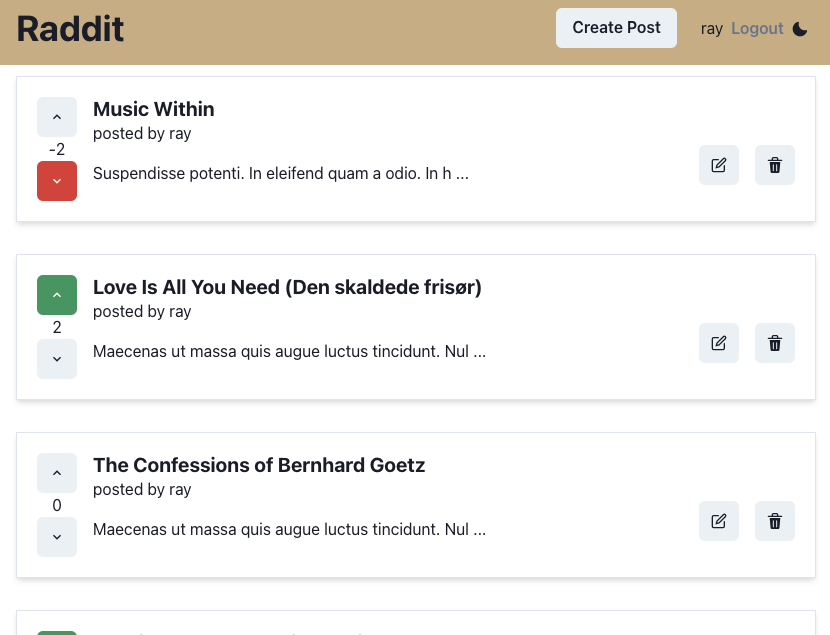 Raddit
Create Post
ray Logout
Music Within
posted by ray
-2
Suspendisse potenti. In eleifend quam a odio. In h ...
Love Is All You Need (Den skaldede frisør)
posted by ray
2
Maecenas ut massa quis augue luctus tincidunt. Nul ...
The Confessions of Bernhard Goetz
posted by ray
0
Maecenas ut massa quis augue luctus tincidunt. Nul ...